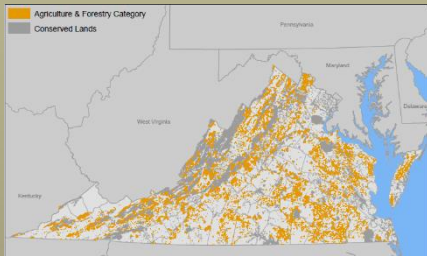 Agriculture & Forestry Category
Conserved Lands
Pennsylvania
Maryland
Delaware
West Virginia
Kentucky